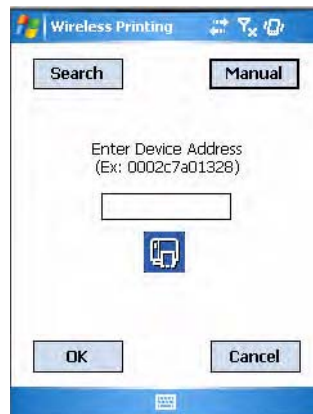 Wireless Printing
Search Manual
Enter Device Address
(Ex: 0002c7a01328)
OK Cancel